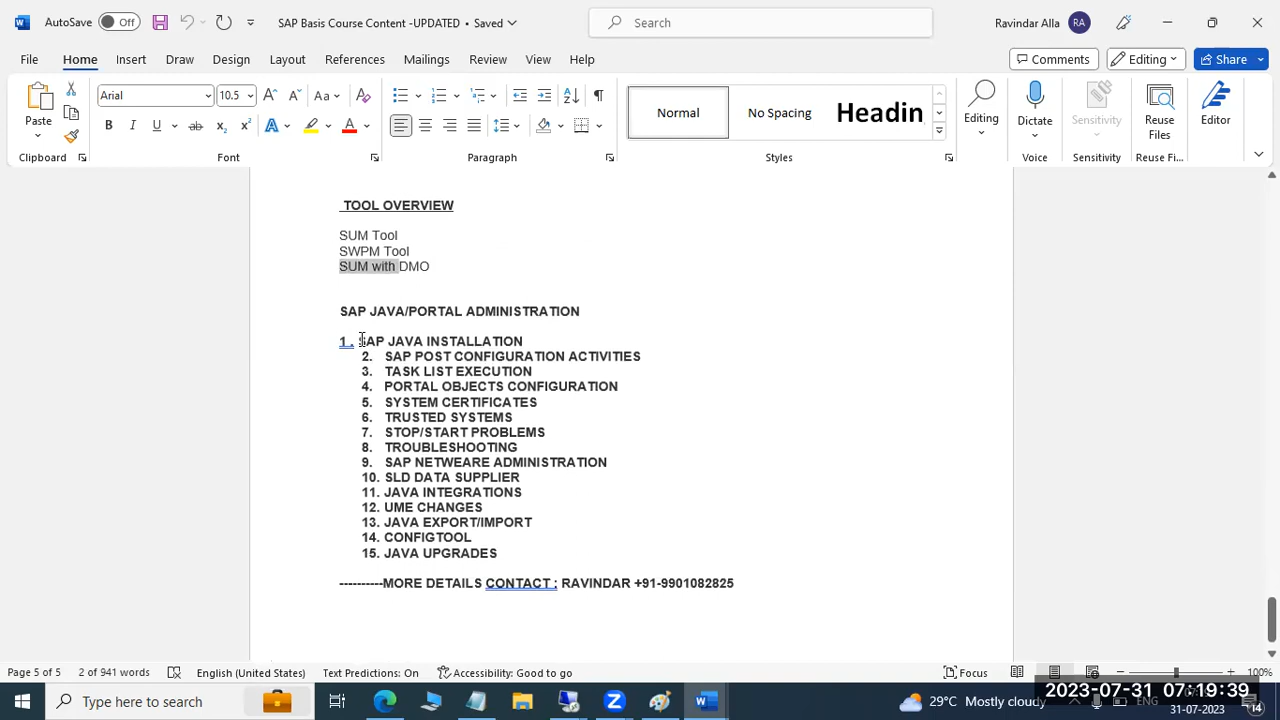 AutoSave Off SAP Basis Course Content -UPDATED • Saved Search Ravindar Alla RA
File Home Insert Draw Design Layout References Mailings Review View Help Comments Editing Share
Arial 10.5 Aa
Paste B I U ab x₂ x² A A Normal No Spacing Headin Editing Dictate Sensitivity Reuse Files Editor
Clipboard Font Paragraph Styles Voice Sensitivity Reuse Fi...
TOOL OVERVIEW
SUM Tool
SWPM Tool
SUM with DMO
SAP JAVA/PORTAL ADMINISTRATION
1 . SAP JAVA INSTALLATION
2. SAP POST CONFIGURATION ACTIVITIES
3. TASK LIST EXECUTION
4. PORTAL OBJECTS CONFIGURATION
5. SYSTEM CERTIFICATES
6. TRUSTED SYSTEMS
7. STOP/START PROBLEMS
8. TROUBLESHOOTING
9. SAP NETWEARE ADMINISTRATION
10. SLD DATA SUPPLIER
11. JAVA INTEGRATIONS
12. UME CHANGES
13. JAVA EXPORT/IMPORT
14. CONFIGTOOL
15. JAVA UPGRADES
----------MORE DETAILS CONTACT : RAVINDAR +91-9901082825
Page 5 of 5 2 of 941 words English (United States) Text Predictions: On Accessibility: Good to go Focus 100%
Type here to search 29°C Mostly cloudy ENG 2023-07-31 07:19:39
31-07-2023 14